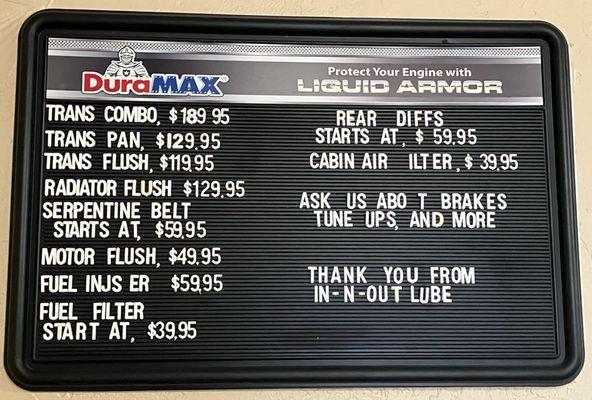 DuraMAX
Protect Your Engine with
LIQUID ARMOR
TRANS COMBO, $189 95
TRANS PAN, $129.95
TRANS FLUSH, $119.95
RADIATOR FLUSH $129.95
SERPENTINE BELT
STARTS AT, $59.95
MOTOR FLUSH, $49.95
FUEL INJS ER $59.95
FUEL FILTER
START AT, $39.95
REAR DIFFS
STARTS AT, $ 59.95
CABIN AIR ILTER, $ 39.95
ASK US ABO T BRAKES
TUNE UPS, AND MORE
THANK YOU FROM
IN-N-OUT LUBE